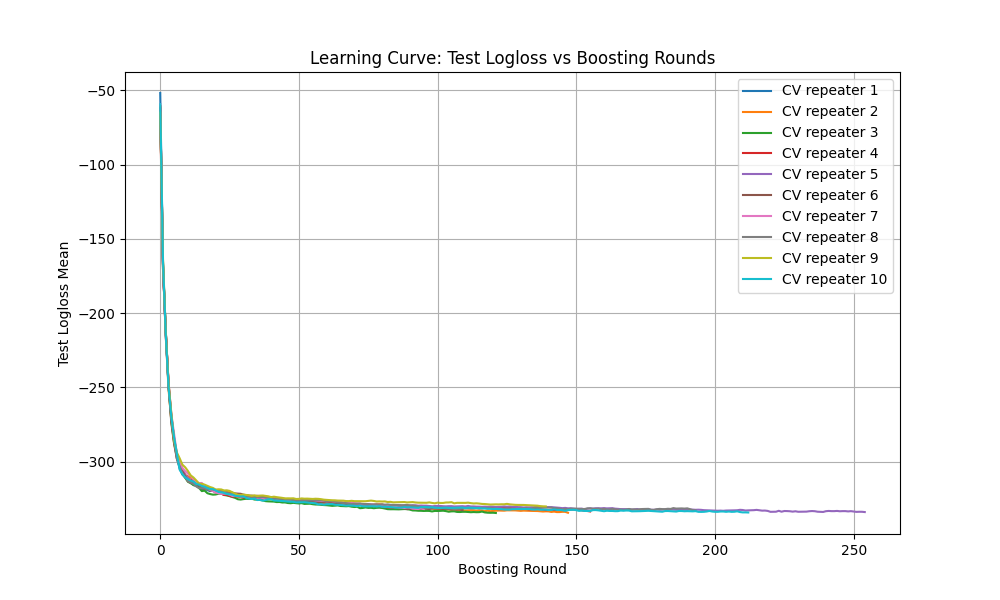 Learning Curve: Test Logloss vs Boosting Rounds
Test Logloss Mean
−50
−100
−150
−200
−250
−300
0
50
100
150
200
250
Boosting Round
CV repeater 1
CV repeater 2
CV repeater 3
CV repeater 4
CV repeater 5
CV repeater 6
CV repeater 7
CV repeater 8
CV repeater 9
CV repeater 10